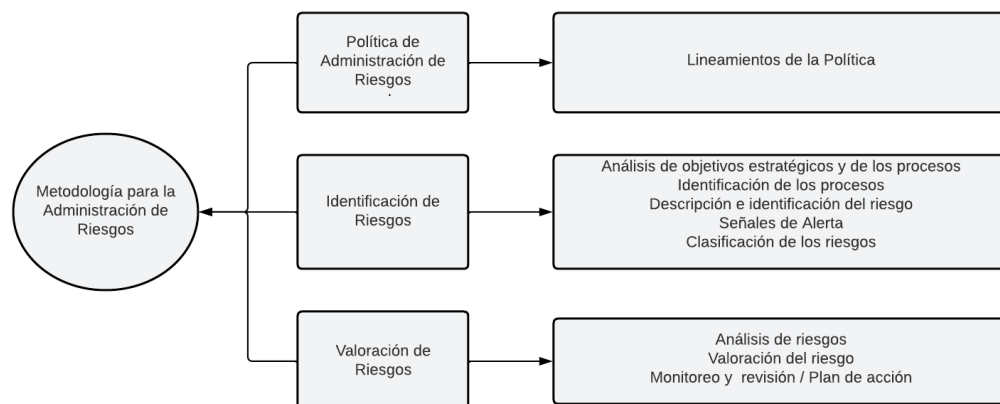 Metodología para la
Administración de
Riesgos
Política de
Administración de
Riesgos
.
Lineamientos de la Política
Identificación de
Riesgos
Análisis de objetivos estratégicos y de los procesos
Identificación de los procesos
Descripción e identificación del riesgo
Señales de Alerta
Clasificación de los riesgos
Valoración de
Riesgos
Análisis de riesgos
Valoración del riesgo
Monitoreo y  revisión / Plan de acción